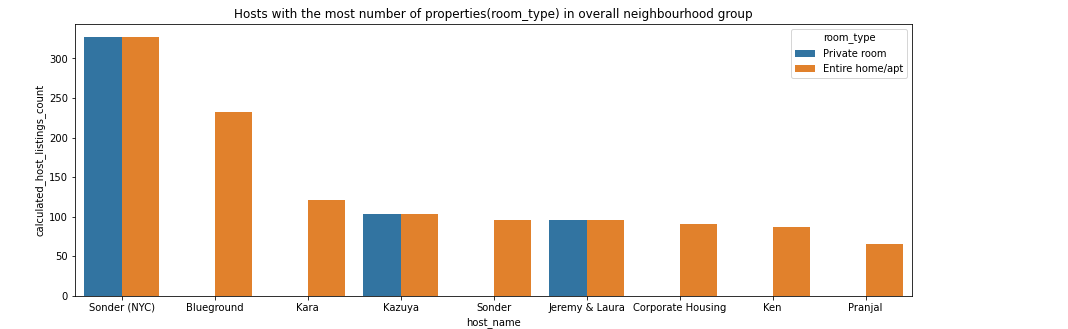 Hosts with the most number of properties(room_type) in overall neighbourhood group
room_type
Private room
Entire home/apt
calculated_host_listings_count
300
250
200
150
100
50
0
Sonder (NYC) Blueground Kara Kazuya Sonder Jeremy & Laura Corporate Housing Ken Pranjal
host_name